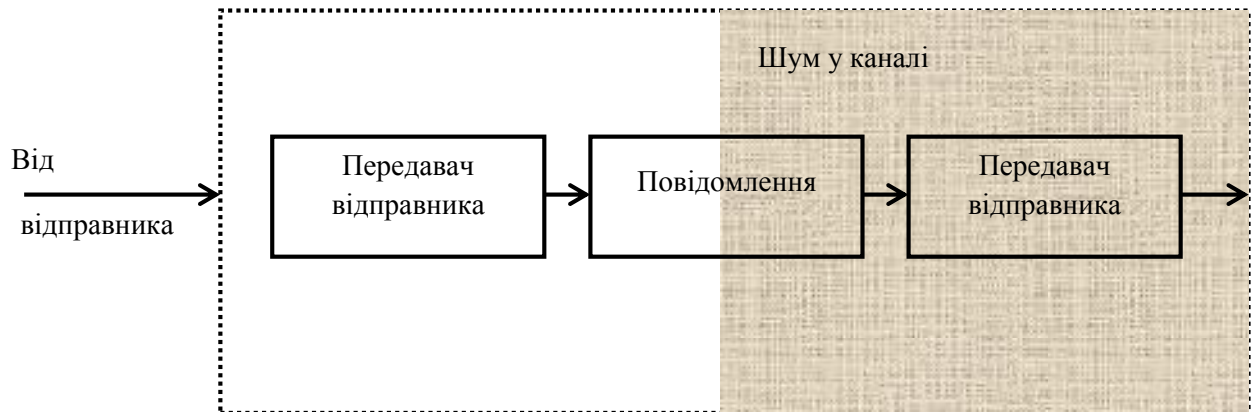 Шум у каналі
Від
відправника
Передавач
відправника
Повідомлення
Передавач
відправника